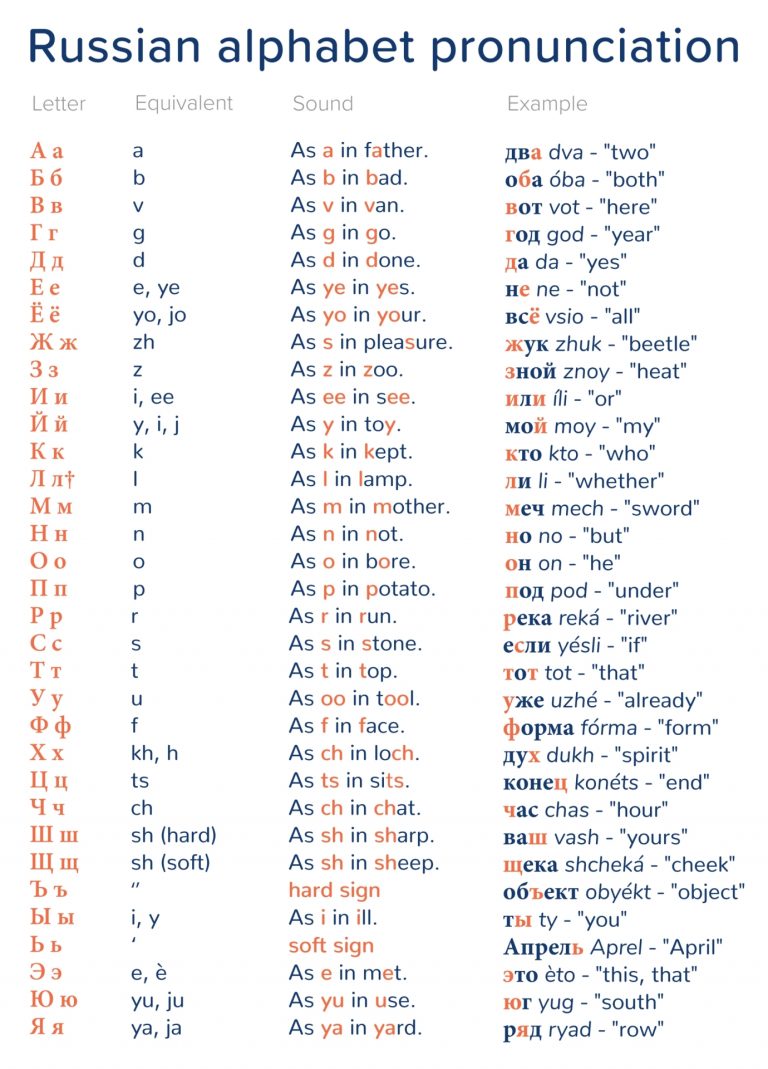 Russian alphabet pronunciation
Letter Equivalent Sound Example
А а a As a in father. два dva - "two"
Б б b As b in bad. оба óba - "both"
В в v As v in van. вот vot - "here"
Г г g As g in go. год god - "year"
Д д d As d in done. да da - "yes"
Е е e, ye As ye in yes. не ne - "not"
Ё ё yo, jo As yo in your. всё vsio - "all"
Ж ж zh As s in pleasure. жук zhuk - "beetle"
З з z As z in zoo. зной znoy - "heat"
И и i, ee As ee in see. или íli - "or"
Й й y, i, j As y in toy. мой moy - "my"
К к k As k in kept. кто kto - "who"
Л л† l As l in lamp. ли li - "whether"
М м m As m in mother. меч mech - "sword"
Н н n As n in not. но no - "but"
О о o As o in bore. он on - "he"
П п p As p in potato. под pod - "under"
Р р r As r in run. река reká - "river"
С с s As s in stone. если yésli - "if"
Т т t As t in top. тот tot - "that"
У у u As oo in tool. уже uzhé - "already"
Ф ф f As f in face. форма fórma - "form"
Х х kh, h As ch in loch. дух dukh - "spirit"
Ц ц ts As ts in sits. конец konéts - "end"
Ч ч ch As ch in chat. час chas - "hour"
Ш ш sh (hard) As sh in sharp. ваш vash - "yours"
Щ щ sh (soft) As sh in sheep. щека shcheká - "cheek"
Ъ ъ “ hard sign объект obyékt - "object"
Ы ы i, y As i in ill. ты ty - "you"
Ь ь ‘ soft sign Апрель Aprel - "April"
Э э e, è As e in met. это èto - "this, that"
Ю ю yu, ju As yu in use. юг yug - "south"
Я я ya, ja As ya in yard. ряд ryad - "row"